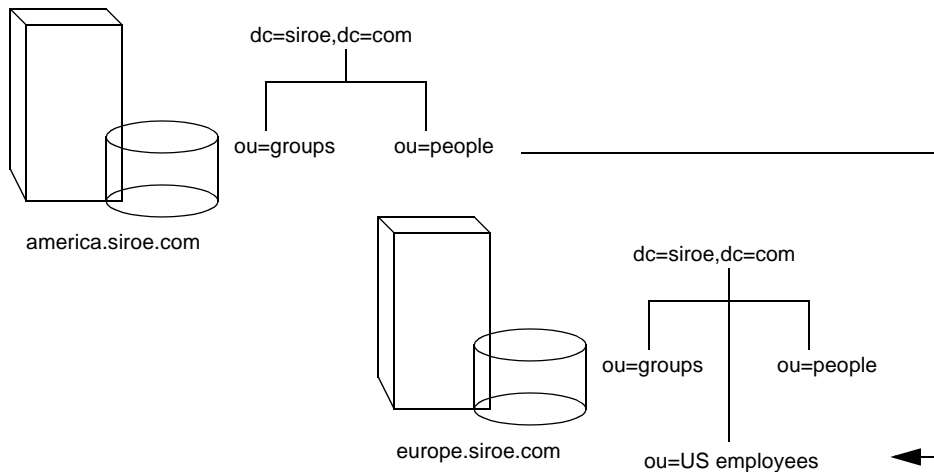 dc=siroe,dc=com
ou=groups
ou=people
america.siroe.com
dc=siroe,dc=com
ou=groups
ou=people
europe.siroe.com
ou=US employees